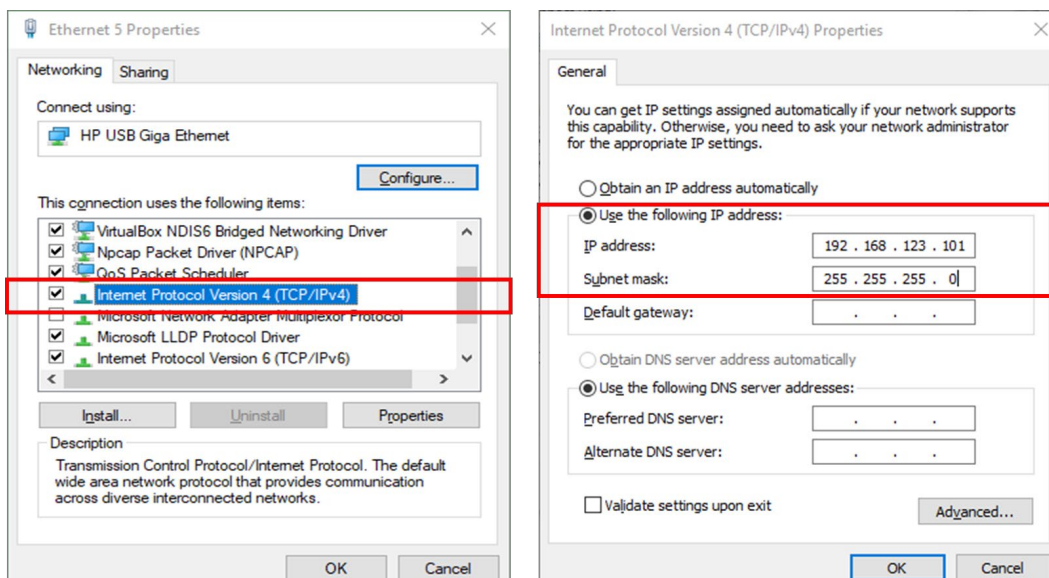 Ethernet 5 Properties
Networking
Sharing
Connect using:
HP USB Giga Ethernet
Configure...
This connection uses the following items:
VirtualBox NDIS6 Bridged Networking Driver
Npcap Packet Driver (NPCAP)
QoS Packet Scheduler
Internet Protocol Version 4 (TCP/IPv4)
Microsoft Network Adapter Multiplexor Protocol
Microsoft LLDP Protocol Driver
Internet Protocol Version 6 (TCP/IPv6)
Install...
Uninstall
Properties
Description
Transmission Control Protocol/Internet Protocol. The default
wide area network protocol that provides communication
across diverse interconnected networks.
OK
Cancel
Internet Protocol Version 4 (TCP/IPv4) Properties
General
You can get IP settings assigned automatically if your network supports
this capability. Otherwise, you need to ask your network administrator
for the appropriate IP settings.
Obtain an IP address automatically
Use the following IP address:
IP address: 192 . 168 . 123 . 101
Subnet mask: 255 . 255 . 255 . 0
Default gateway: . . .
Obtain DNS server address automatically
Use the following DNS server addresses:
Preferred DNS server: . . .
Alternate DNS server: . . .
Validate settings upon exit
Advanced...
OK
Cancel